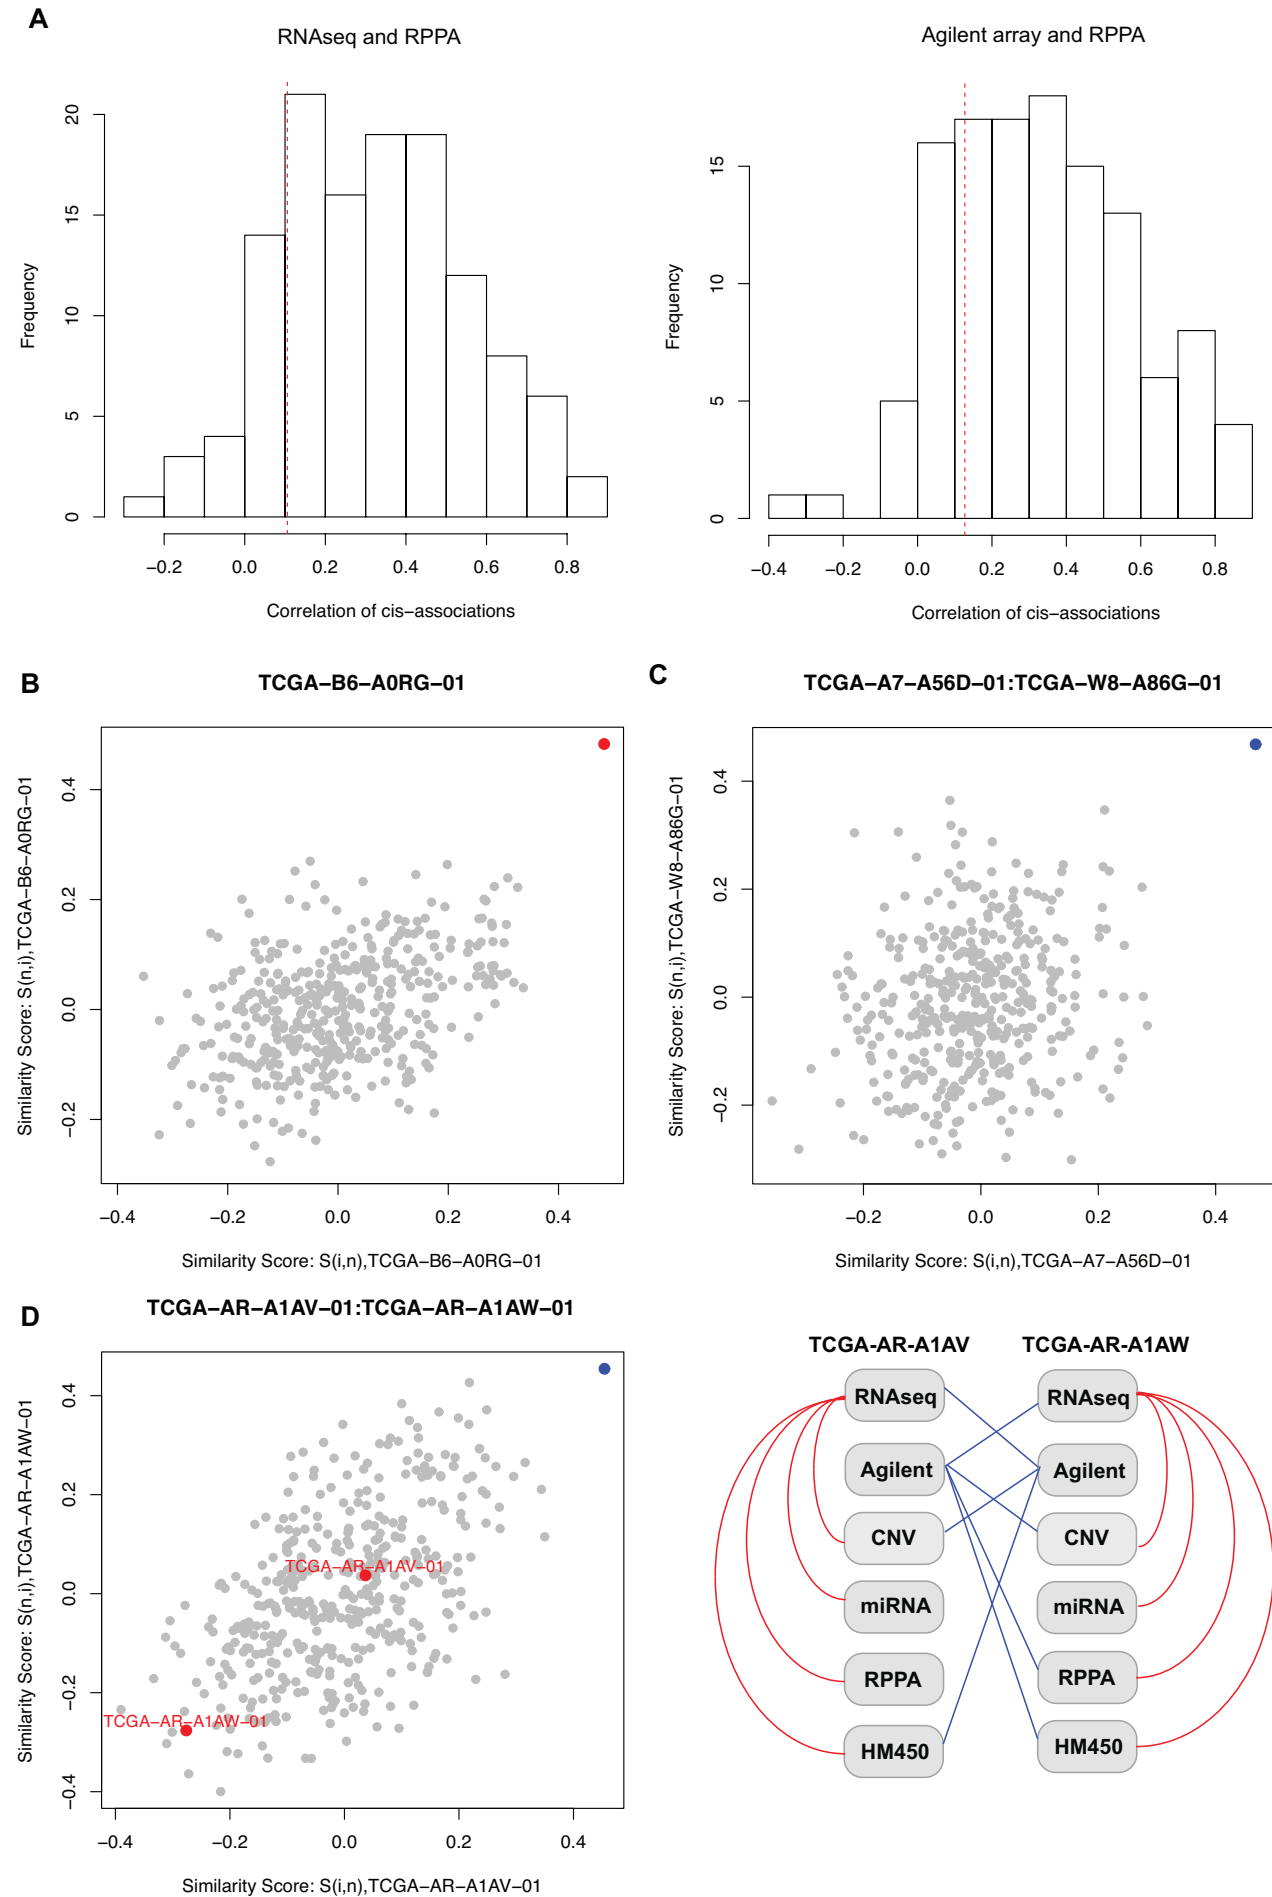 A
RNAseq and RPPA
Agilent array and RPPA
Frequency
0
5
10
15
20
−0.2
0.0
0.2
0.4
0.6
0.8
Correlation of cis−associations
Frequency
0
5
10
15
−0.4
−0.2
0.0
0.2
0.4
0.6
0.8
Correlation of cis−associations
B
TCGA−B6−A0RG−01
Similarity Score: S(n,i),TCGA−B6−A0RG−01
−0.2
0.0
0.2
0.4
−0.4
−0.2
0.0
0.2
0.4
Similarity Score: S(i,n),TCGA−B6−A0RG−01
C
TCGA−A7−A56D−01:TCGA−W8−A86G−01
Similarity Score: S(n,i),TCGA−W8−A86G−01
−0.2
0.0
0.2
0.4
−0.2
0.0
0.2
0.4
Similarity Score: S(i,n),TCGA−A7−A56D−01
D
TCGA−AR−A1AV−01:TCGA−AR−A1AW−01
Similarity Score: S(n,i),TCGA−AR−A1AW−01
−0.4
−0.2
0.0
0.2
0.4
TCGA−AR−A1AV−01
TCGA−AR−A1AW−01
−0.4
−0.2
0.0
0.2
0.4
Similarity Score: S(i,n),TCGA−AR−A1AV−01
TCGA-AR-A1AV
TCGA-AR-A1AW
RNAseq
RNAseq
Agilent
Agilent
CNV
CNV
miRNA
miRNA
RPPA
RPPA
HM450
HM450